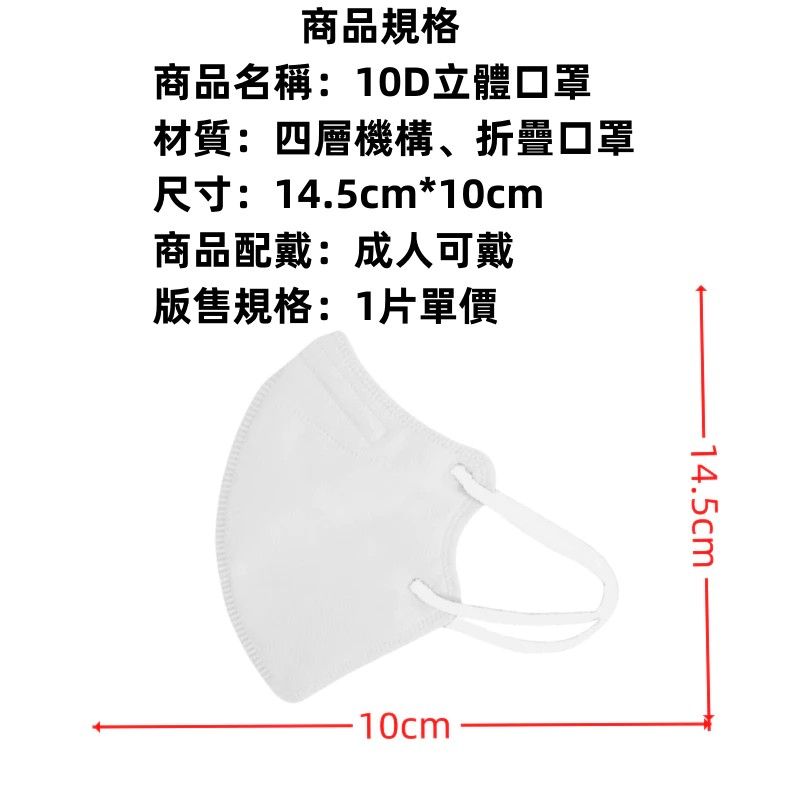 商品規格
商品名稱：10D立體口罩
材質：四層機構、折疊口罩
尺寸：14.5cm*10cm
商品配戴：成人可戴
版售規格：1片單價
14.5cm
10cm